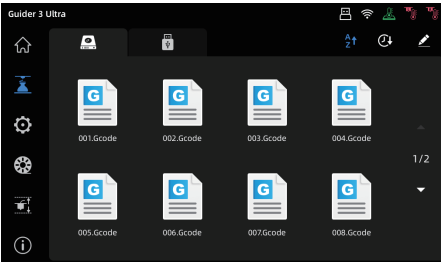 Guider 3 Ultra
A
Z
G G G G
001.Gcode 002.Gcode 003.Gcode 004.Gcode
1/2
G G G G
005.Gcode 006.Gcode 007.Gcode 008.Gcode